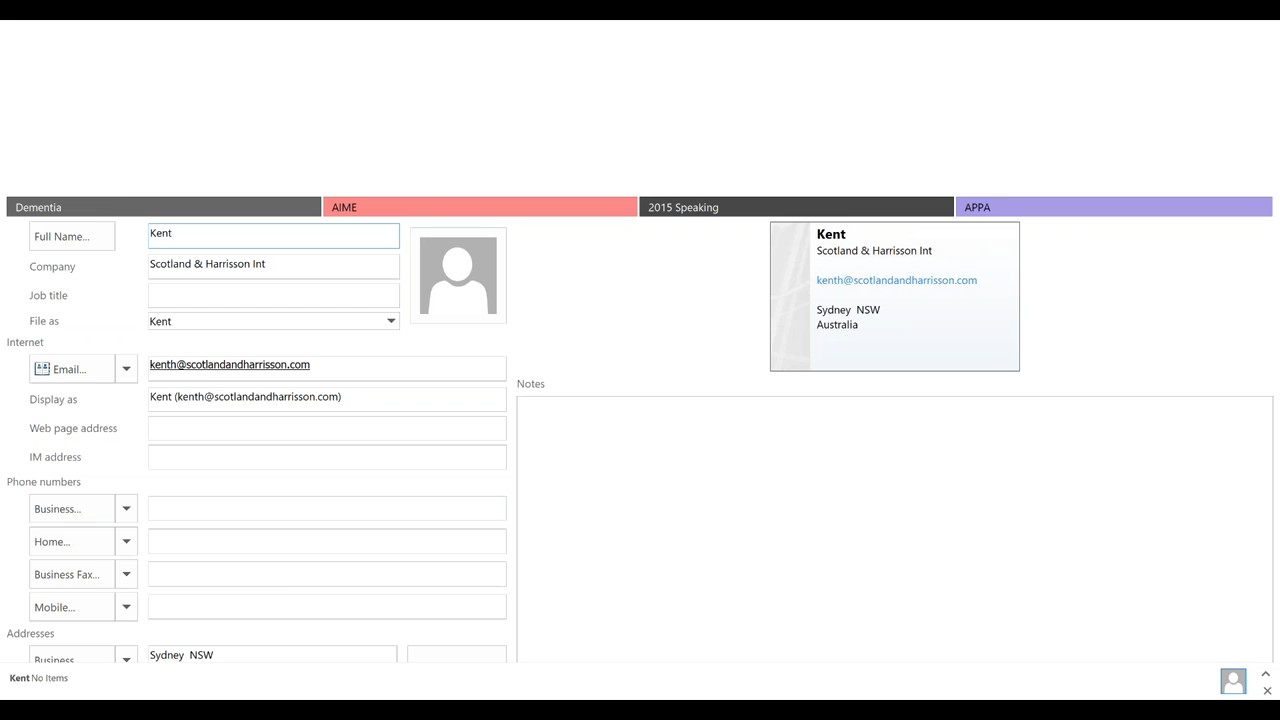 Dementia
AIME
2015 Speaking
APPA
Full Name...
Kent
Company
Scotland & Harrisson Int
Job title
File as
Kent
Internet
Email...
kenth@scotlandandharrisson.com
Display as
Kent (kenth@scotlandandharrisson.com)
Web page address
IM address
Phone numbers
Business...
Home...
Business Fax...
Mobile...
Addresses
Business
Sydney  NSW
Kent
Scotland & Harrisson Int
kenth@scotlandandharrisson.com
Sydney  NSW
Australia
Notes
Kent No Items